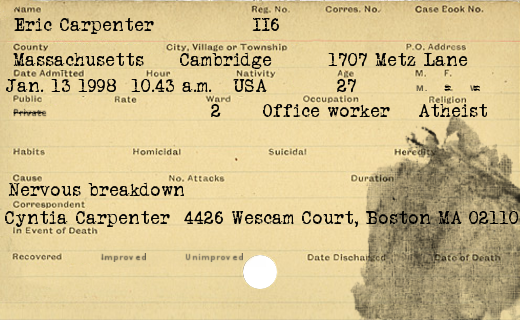 Name Reg. No. Corres. No. Case Book No.
Eric Carpenter II6
County City, Village or Township P.O. Address
Massachusetts Cambridge 1707 Metz Lane
Date Admitted Hour Nativity Age M. F.
Jan. 13 1998 10.43 a.m. USA 27 M. S. W.
Public Rate Ward Occupation Religion
Private 2 Office worker Atheist
Habits Homicidal Suicidal Heredity
Cause No. Attacks Duration
Nervous breakdown
Correspondent
Cyntia Carpenter 4426 Wescam Court, Boston MA 02110
In Event of Death
Recovered Improved Unimproved Date Discharged Date of Death